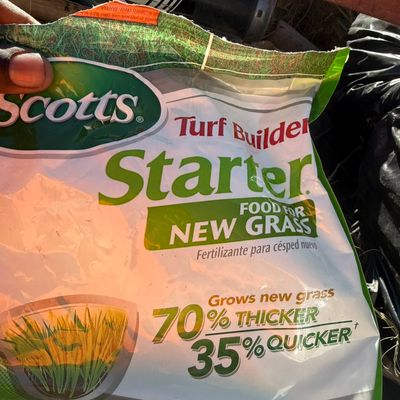 Scotts®
Turf Builder®
Starter®
FOOD FOR
NEW GRASS
Fertilizante para césped nuevo
Grows new grass
70% THICKER
35% QUICKER†